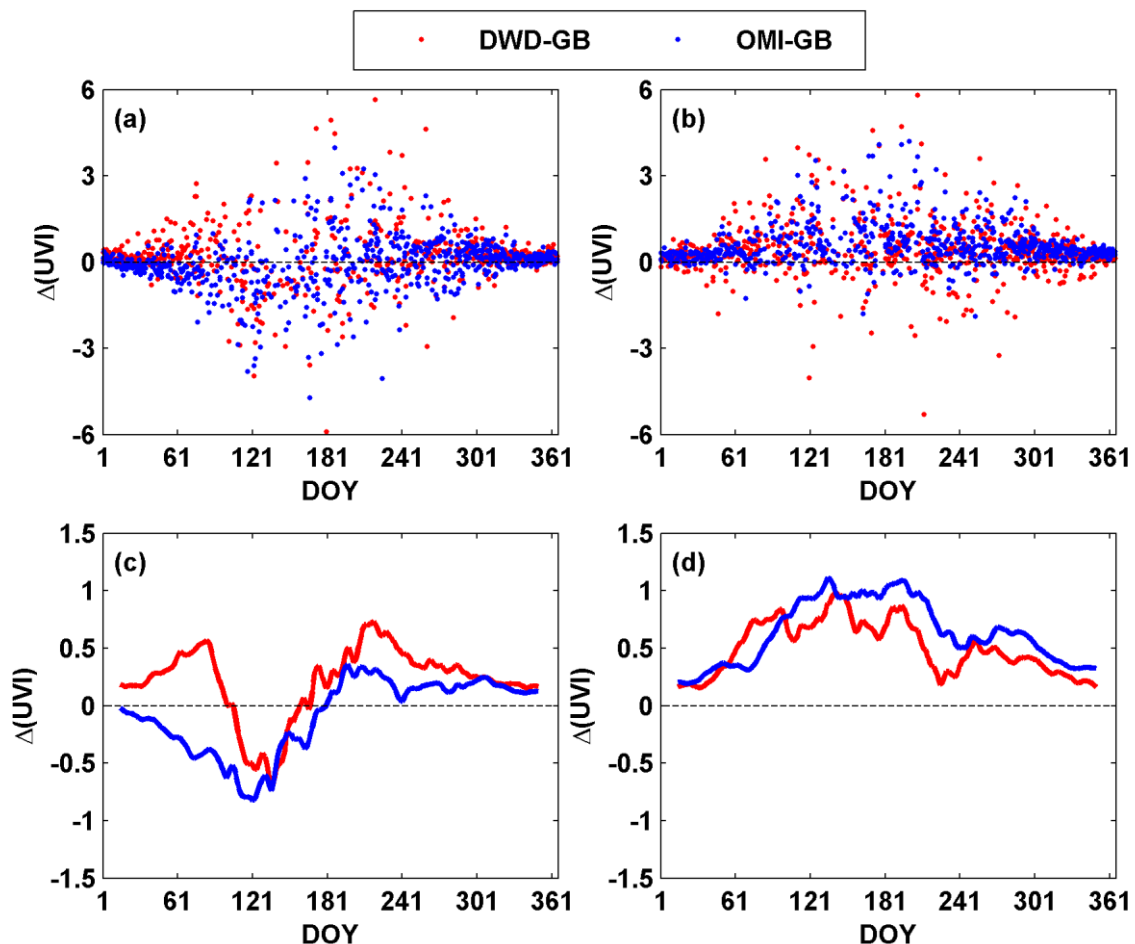 DWD-GB OMI-GB
(a) (b)
6 6
3 3
0 0
-3 -3
-6 -6
Δ(UVI) Δ(UVI)
1 61 121 181 241 301 361 1 61 121 181 241 301 361
DOY DOY
(c) (d)
1.5 1.5
1 1
0.5 0.5
0 0
-0.5 -0.5
-1 -1
-1.5 -1.5
Δ(UVI) Δ(UVI)
1 61 121 181 241 301 361 1 61 121 181 241 301 361
DOY DOY